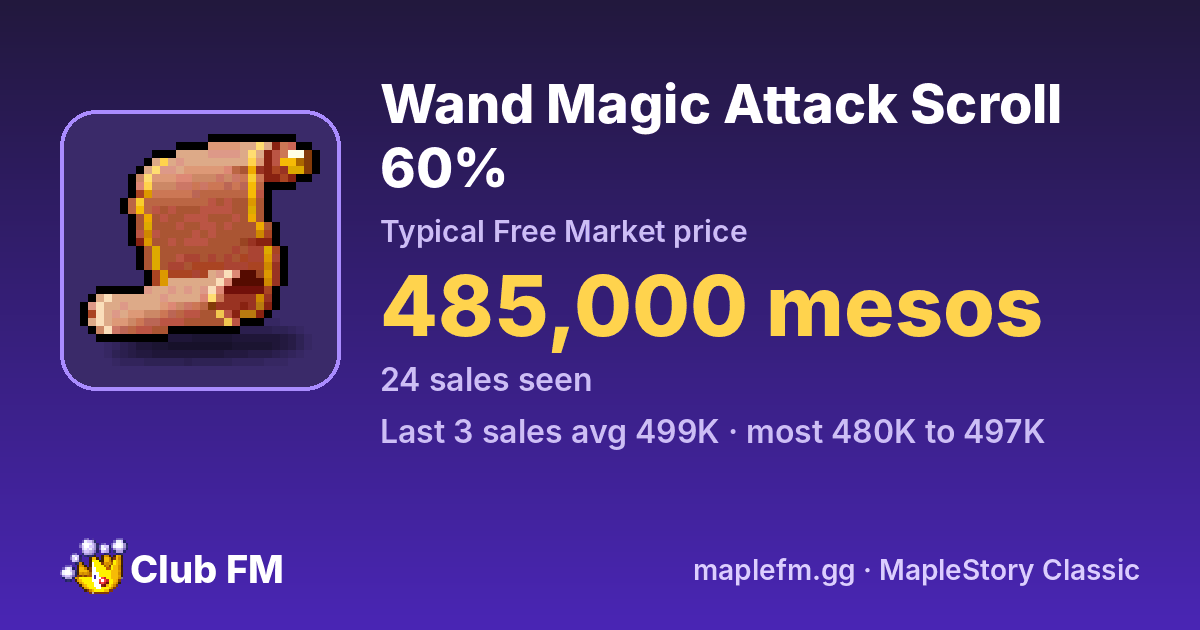 Wand Magic Attack Scroll
60%
Typical Free Market price
485,000 mesos
24 sales seen
Last 3 sales avg 499K · most 480K to 497K
Club FM
maplefm.gg · MapleStory Classic